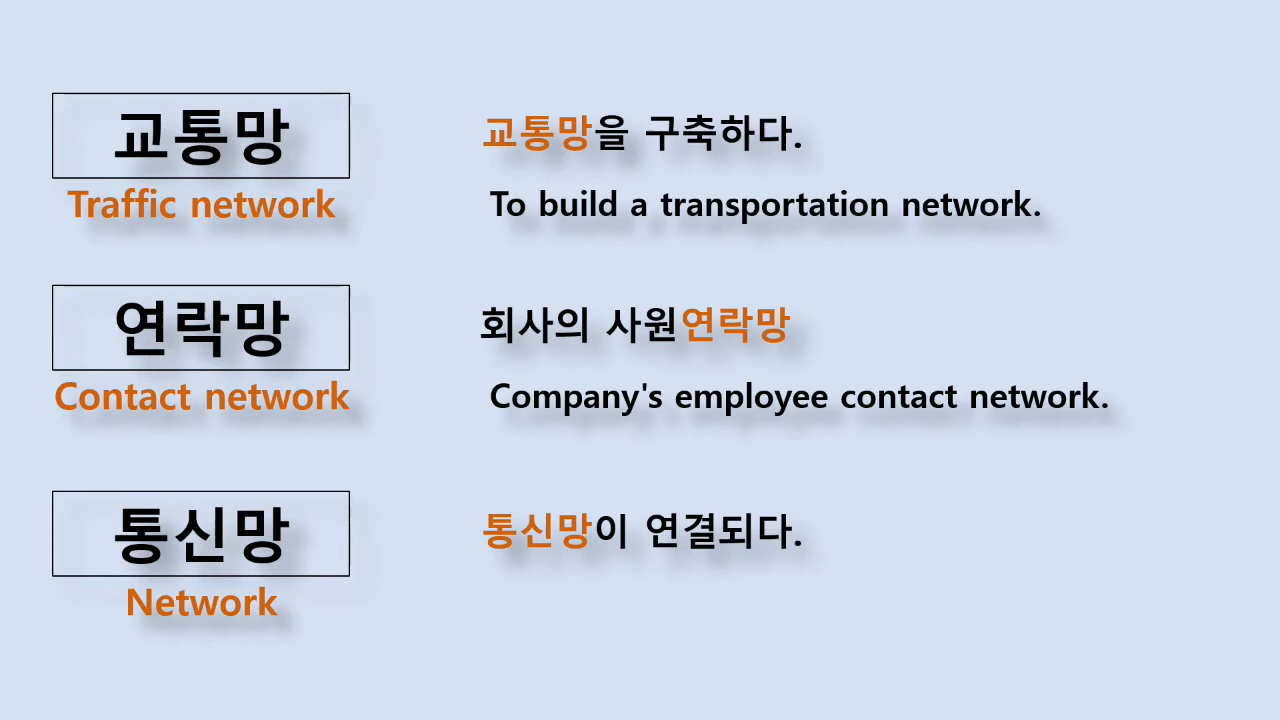 교통망
Traffic network
교통망을 구축하다.
To build a transportation network.
연락망
Contact network
회사의 사원연락망
Company's employee contact network.
통신망
Network
통신망이 연결되다.